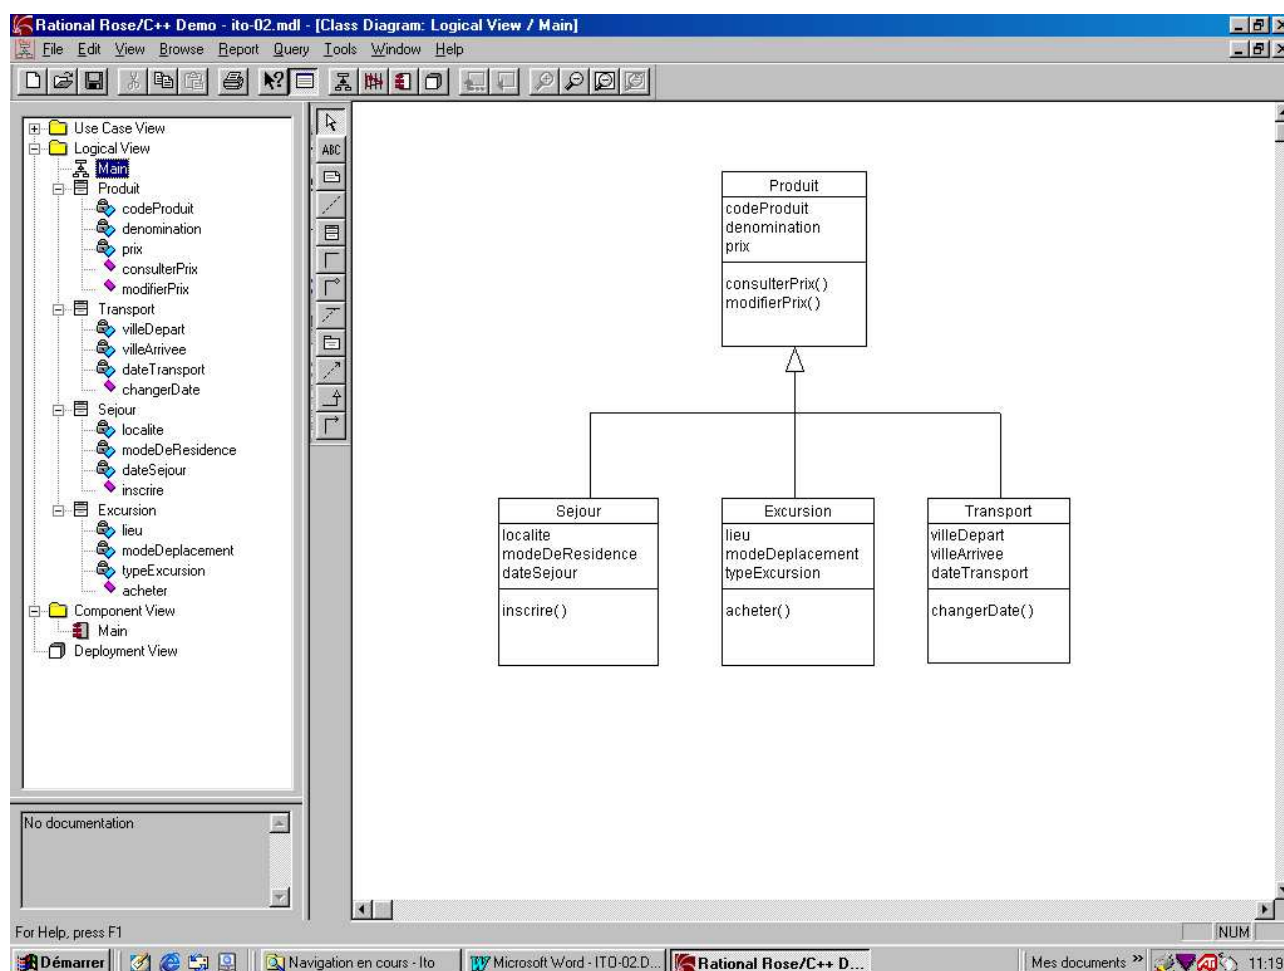 Rational Rose/C++ Demo - ito-02.mdl - [Class Diagram: Logical View / Main]
File Edit View Browse Report Query Tools Window Help
Use Case View
Logical View
Main
Produit
codeProduit
denomination
prix
consulterPrix
modifierPrix
Transport
villeDepart
villeArrivee
dateTransport
changerDate
Sejour
localite
modeDeResidence
dateSejour
inscrire
Excursion
lieu
modeDeplacement
typeExcursion
acheter
Component View
Main
Deployment View
ABC
Produit
codeProduit
denomination
prix
consulterPrix()
modifierPrix()
Sejour
localite
modeDeResidence
dateSejour
inscrire()
Excursion
lieu
modeDeplacement
typeExcursion
acheter()
Transport
villeDepart
villeArrivee
dateTransport
changerDate()
No documentation
For Help, press F1
NUM
Démarrer
Navigation en cours - Ito
Microsoft Word - ITO-02.D...
Rational Rose/C++ D...
Mes documents »
11:19